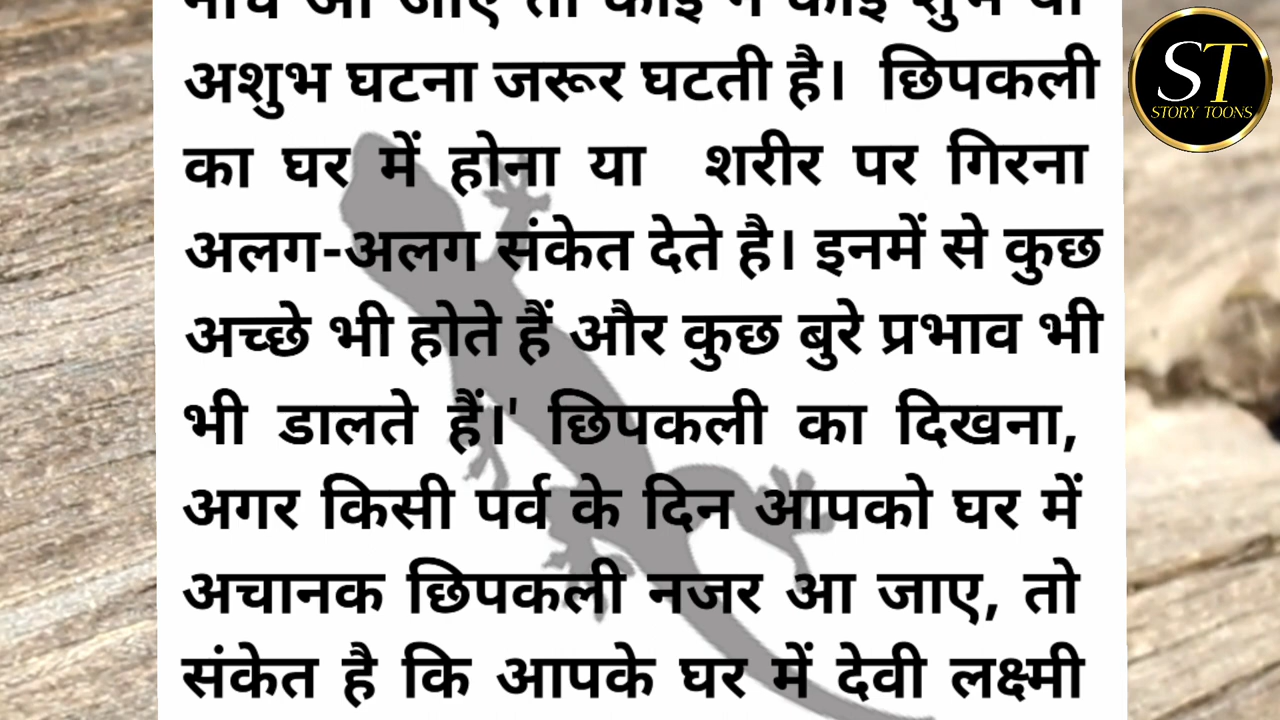 नीचे आ जाए तो कोई न कोई शुभ या
अशुभ घटना जरूर घटती है। छिपकली
का घर में होना या शरीर पर गिरना
अलग-अलग संकेत देते है। इनमें से कुछ
अच्छे भी होते हैं और कुछ बुरे प्रभाव भी
भी डालते हैं।' छिपकली का दिखना,
अगर किसी पर्व के दिन आपको घर में
अचानक छिपकली नजर आ जाए, तो
संकेत है कि आपके घर में देवी लक्ष्मी
ST
STORY TOONS